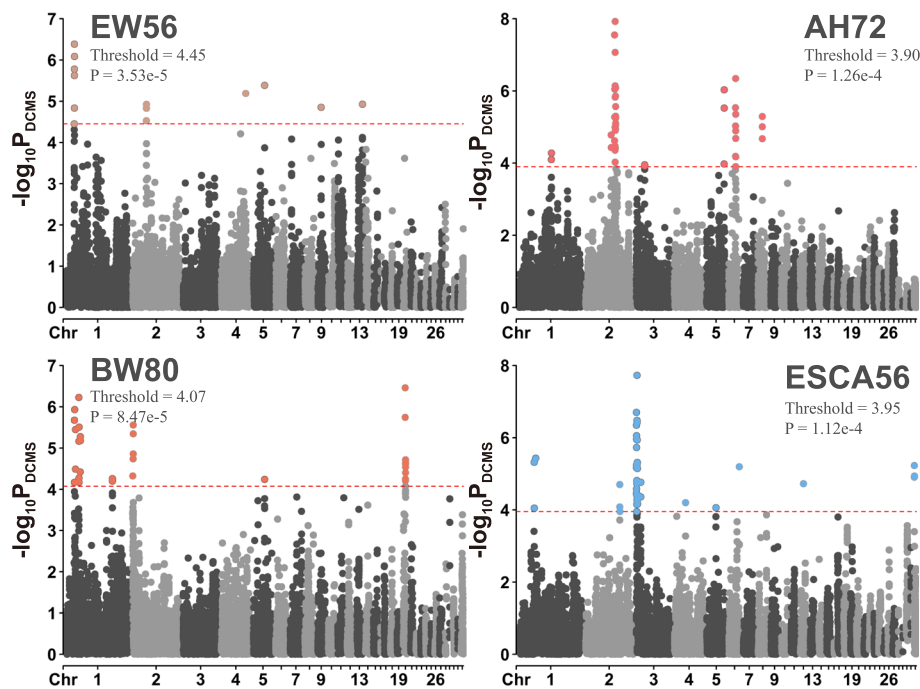 EW56
Threshold = 4.45
P = 3.53e-5
-log10PDCMS
7
6
5
4
3
2
1
0
Chr 1 2 3 4 5 7 9 11 13 19 26
AH72
Threshold = 3.90
P = 1.26e-4
-log10PDCMS
8
6
4
2
0
Chr 1 2 3 4 5 7 9 13 19 26
BW80
Threshold = 4.07
P = 8.47e-5
-log10PDCMS
7
6
5
4
3
2
1
0
Chr 1 2 3 4 5 7 9 11 13 19 26
ESCA56
Threshold = 3.95
P = 1.12e-4
-log10PDCMS
8
6
4
2
0
Chr 1 2 3 4 5 7 9 13 19 26